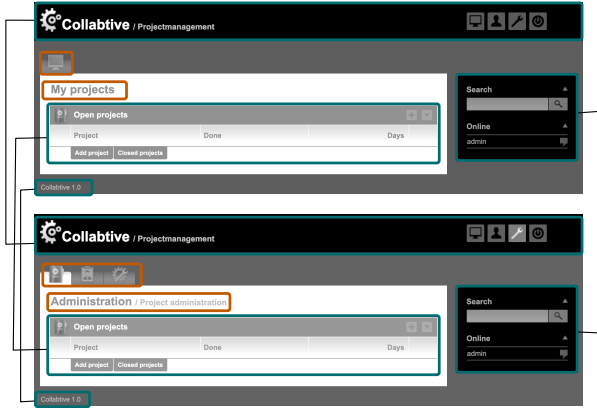 Collabtive / Projectmanagement
My projects
Search
Open projects
Project Done Days
Online
admin
Add project Closed projects
Collabtive 1.0
Collabtive / Projectmanagement
Administration / Project administration
Search
Open projects
Project Done Days
Online
admin
Add project Closed projects
Collabtive 1.0